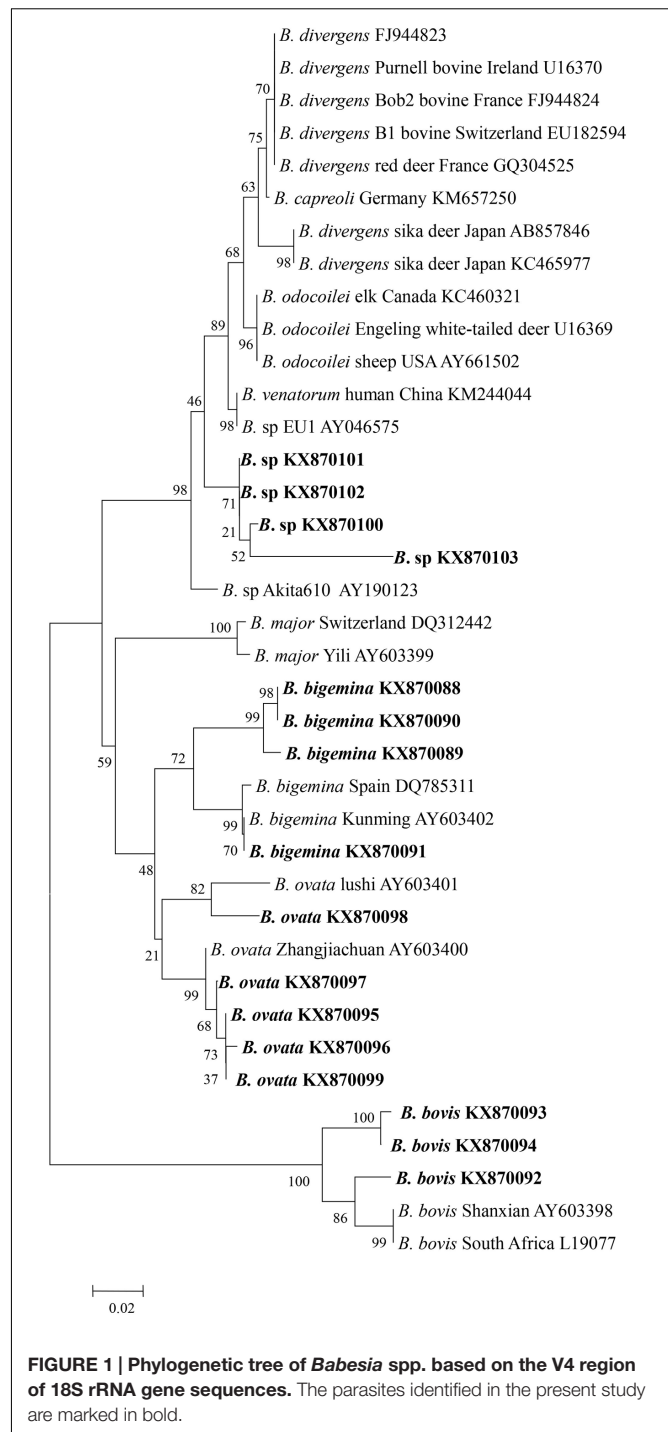 B. divergens FJ944823
B. divergens Purnell bovine Ireland U16370
70
B. divergens Bob2 bovine France FJ944824
75
B. divergens B1 bovine Switzerland EU182594
B. divergens red deer France GQ304525
63
B. capreoli Germany KM657250
B. divergens sika deer Japan AB857846
68
98
B. divergens sika deer Japan KC465977
B. odocoilei elk Canada KC460321
89
B. odocoilei Engeling white-tailed deer U16369
96
B. odocoilei sheep USA AY661502
B. venatorum human China KM244044
46
98
B. sp EU1 AY046575
B. sp KX870101
98
B. sp KX870102
71
B. sp KX870100
21
52
B. sp KX870103
B. sp Akita610 AY190123
B. major Switzerland DQ312442
100
B. major Yili AY603399
98
B. bigemina KX870088
99
B. bigemina KX870090
59
72
B. bigemina KX870089
B. bigemina Spain DQ785311
99
B. bigemina Kunming AY603402
70
B. bigemina KX870091
48
82
B. ovata lushi AY603401
B. ovata KX870098
21
B. ovata Zhangjiachuan AY603400
99
B. ovata KX870097
68
B. ovata KX870095
73
B. ovata KX870096
37
B. ovata KX870099
100
B. bovis KX870093
B. bovis KX870094
100
B. bovis KX870092
86
B. bovis Shanxian AY603398
99
B. bovis South Africa L19077
0.02
FIGURE 1 | Phylogenetic tree of Babesia spp. based on the V4 region
of 18S rRNA gene sequences. The parasites identified in the present study
are marked in bold.